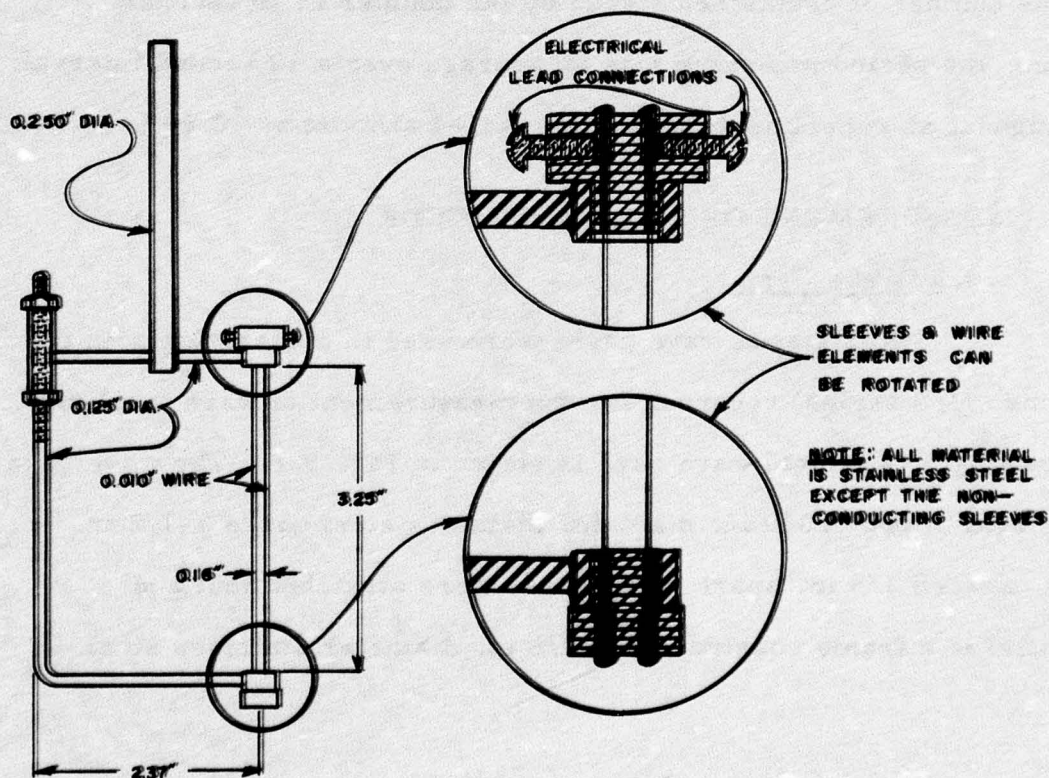 ELECTRICAL
LEAD CONNECTIONS
0.250" DIA.
0.125" DIA.
0.010" WIRE
3.25"
0.16"
2.37"
SLEEVES & WIRE
ELEMENTS CAN
BE ROTATED
NOTE: ALL MATERIAL
IS STAINLESS STEEL
EXCEPT THE NON-
CONDUCTING SLEEVES